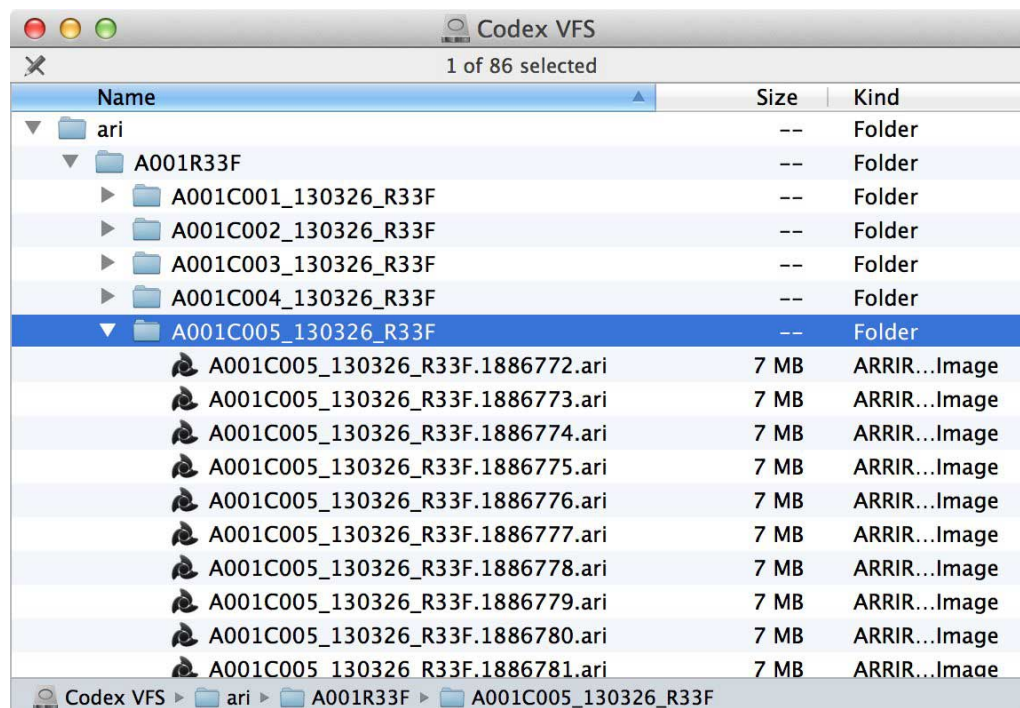 Codex VFS
1 of 86 selected
Name Size Kind
ari -- Folder
A001R33F -- Folder
A001C001_130326_R33F -- Folder
A001C002_130326_R33F -- Folder
A001C003_130326_R33F -- Folder
A001C004_130326_R33F -- Folder
A001C005_130326_R33F -- Folder
A001C005_130326_R33F.1886772.ari 7 MB ARRIR...Image
A001C005_130326_R33F.1886773.ari 7 MB ARRIR...Image
A001C005_130326_R33F.1886774.ari 7 MB ARRIR...Image
A001C005_130326_R33F.1886775.ari 7 MB ARRIR...Image
A001C005_130326_R33F.1886776.ari 7 MB ARRIR...Image
A001C005_130326_R33F.1886777.ari 7 MB ARRIR...Image
A001C005_130326_R33F.1886778.ari 7 MB ARRIR...Image
A001C005_130326_R33F.1886779.ari 7 MB ARRIR...Image
A001C005_130326_R33F.1886780.ari 7 MB ARRIR...Image
A001C005_130326_R33F.1886781.ari 7 MB ARRIR...Image
Codex VFS ▸ ari ▸ A001R33F ▸ A001C005_130326_R33F